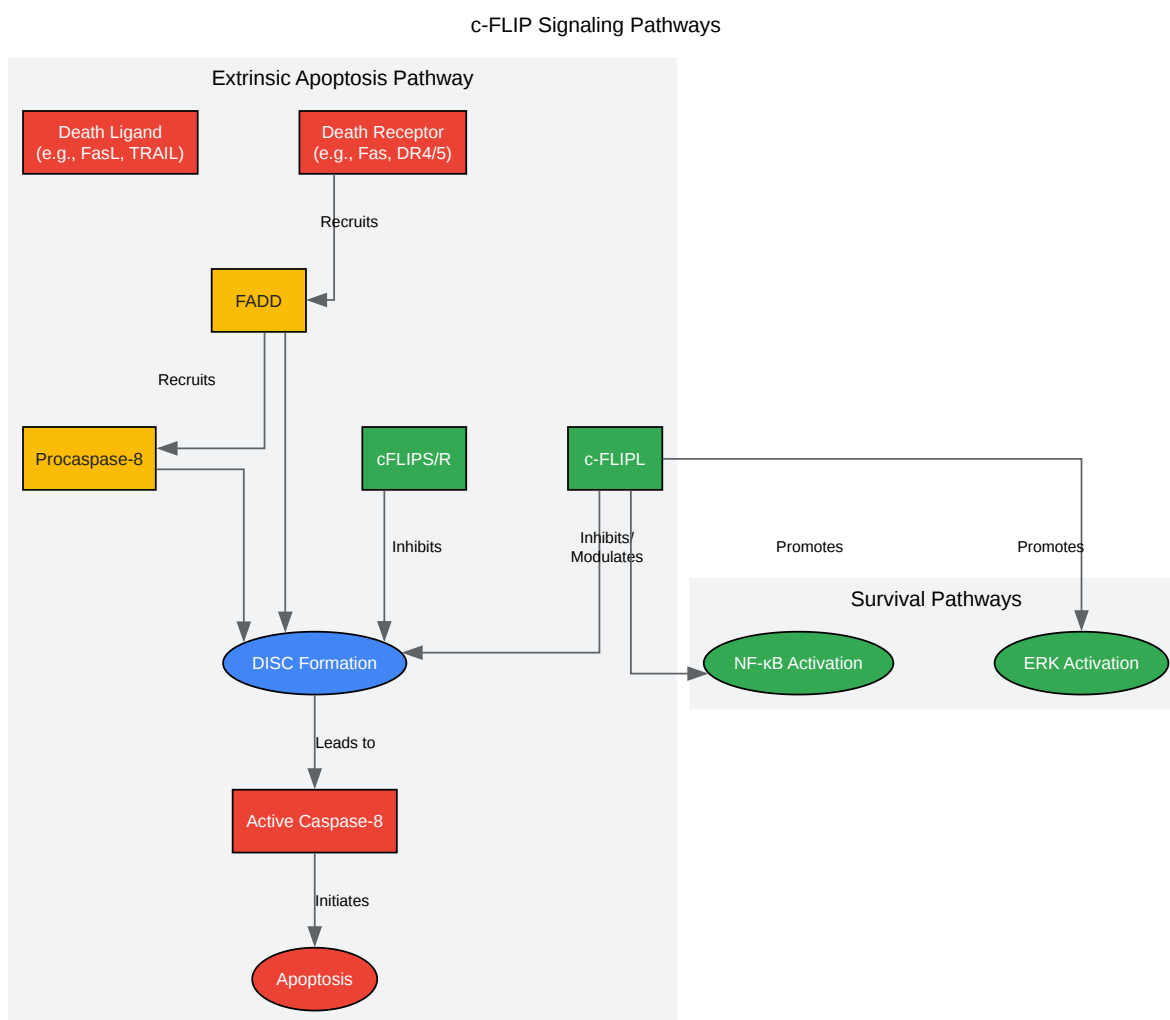 c-FLIP Signaling Pathways
Extrinsic Apoptosis Pathway
Death Ligand
(e.g., FasL, TRAIL)
Death Receptor
(e.g., Fas, DR4/5)
Recruits
FADD
Recruits
Procaspase-8
cFLIPS/R
c-FLIPL
Inhibits
Inhibits/
Modulates
Promotes
Promotes
Survival Pathways
DISC Formation
NF-κB Activation
ERK Activation
Leads to
Active Caspase-8
Initiates
Apoptosis